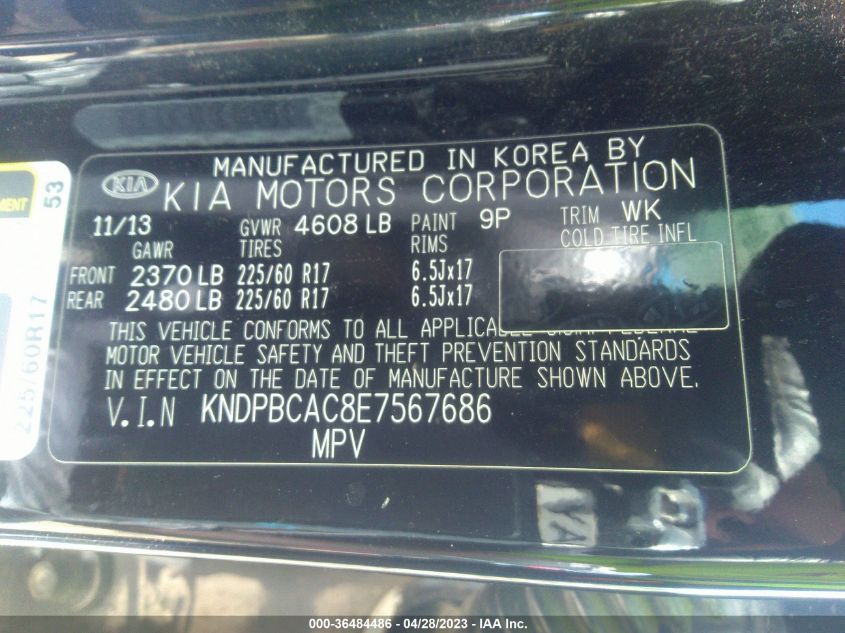 MANUFACTURED IN KOREA BY
KIA KIA MOTORS CORPORATION
11/13 GVWR 4608 LB PAINT 9P TRIM WK
GAWR TIRES RIMS COLD TIRE INFL
FRONT 2370 LB 225/60 R17 6.5Jx17
REAR 2480 LB 225/60 R17 6.5Jx17
THIS VEHICLE CONFORMS TO ALL
MOTOR VEHICLE SAFETY AND THEFT PREVENTION STANDARDS
IN EFFECT ON THE DATE OF MANUFACTURE SHOWN ABOVE.
V.I.N KNDPBCAC8E7567686
MPV
53
225/60R17
000-36484486 - 04/28/2023 - IAA Inc.